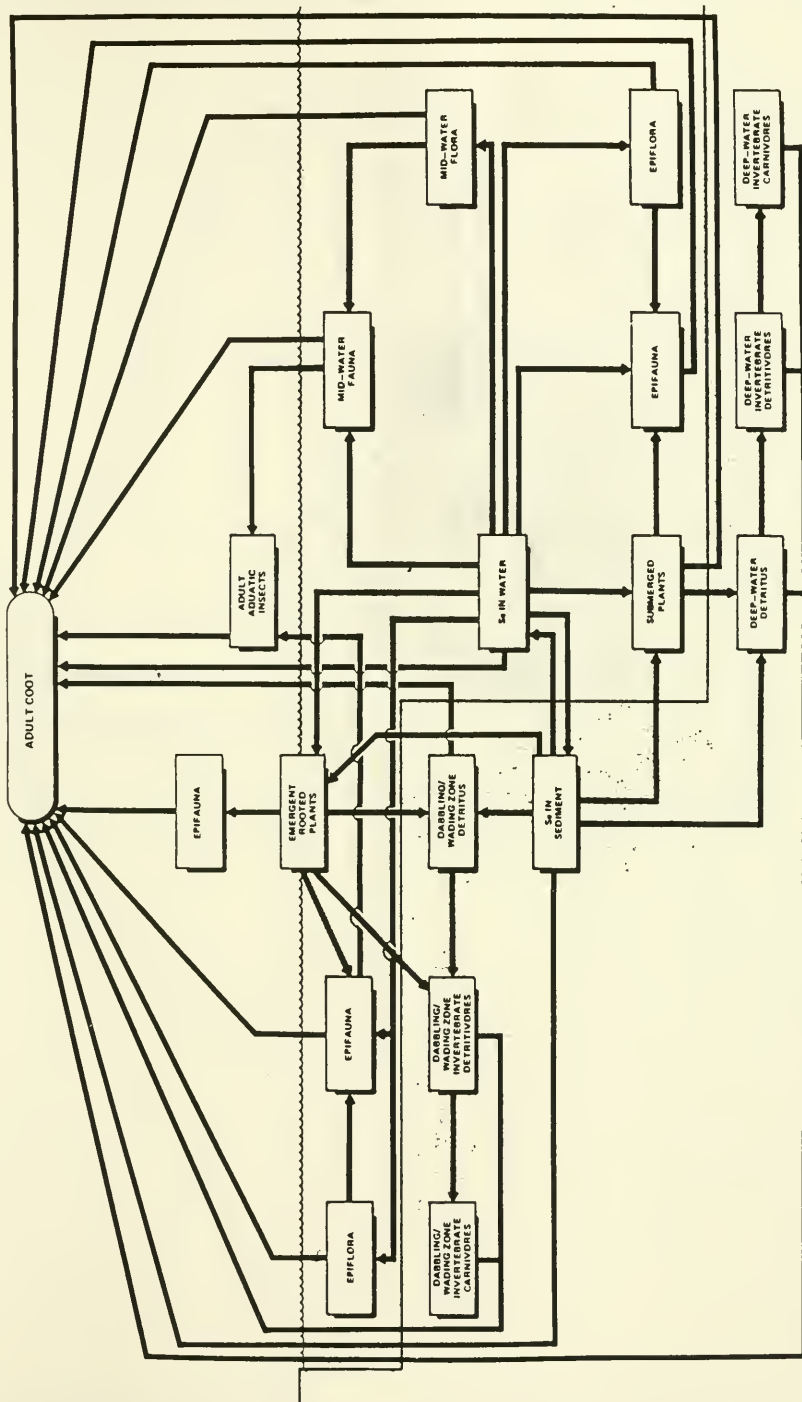 ADULT COOT
EPIFAUNA
ADULT
AQUATIC
INSECTS
EPIFLORA
EPIFAUNA
EMERGENT
ROOTED
PLANTS
MID-WATER
FAUNA
MID-WATER
FLORA
DABBLING/
WADING ZONE
INVERTEBRATE
CARNIVORES
DABBLING/
WADING ZONE
INVERTEBRATE
DETRITIVORES
DABBLING/
WADING ZONE
DETRITUS
Se IN WATER
Se IN
SEDIMENT
SUBMERGED
PLANTS
EPIFAUNA
EPIFLORA
DEEP-WATER
DETRITUS
DEEP-WATER
INVERTEBRATE
DETRITIVORES
DEEP-WATER
INVERTEBRATE
CARNIVORES